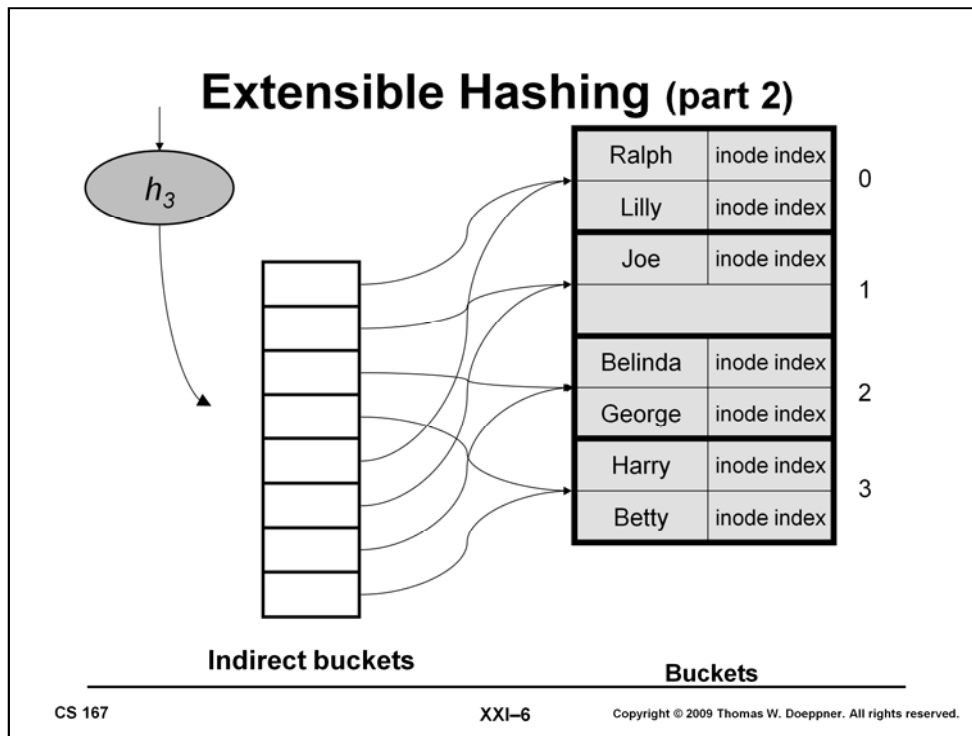 Extensible Hashing (part 2)
h3
Ralph inode index
0
Lilly inode index
Joe inode index
1
Belinda inode index
2
George inode index
Harry inode index
3
Betty inode index
Indirect buckets
Buckets
CS 167
XXI–6
Copyright © 2009 Thomas W. Doeppner. All rights reserved.